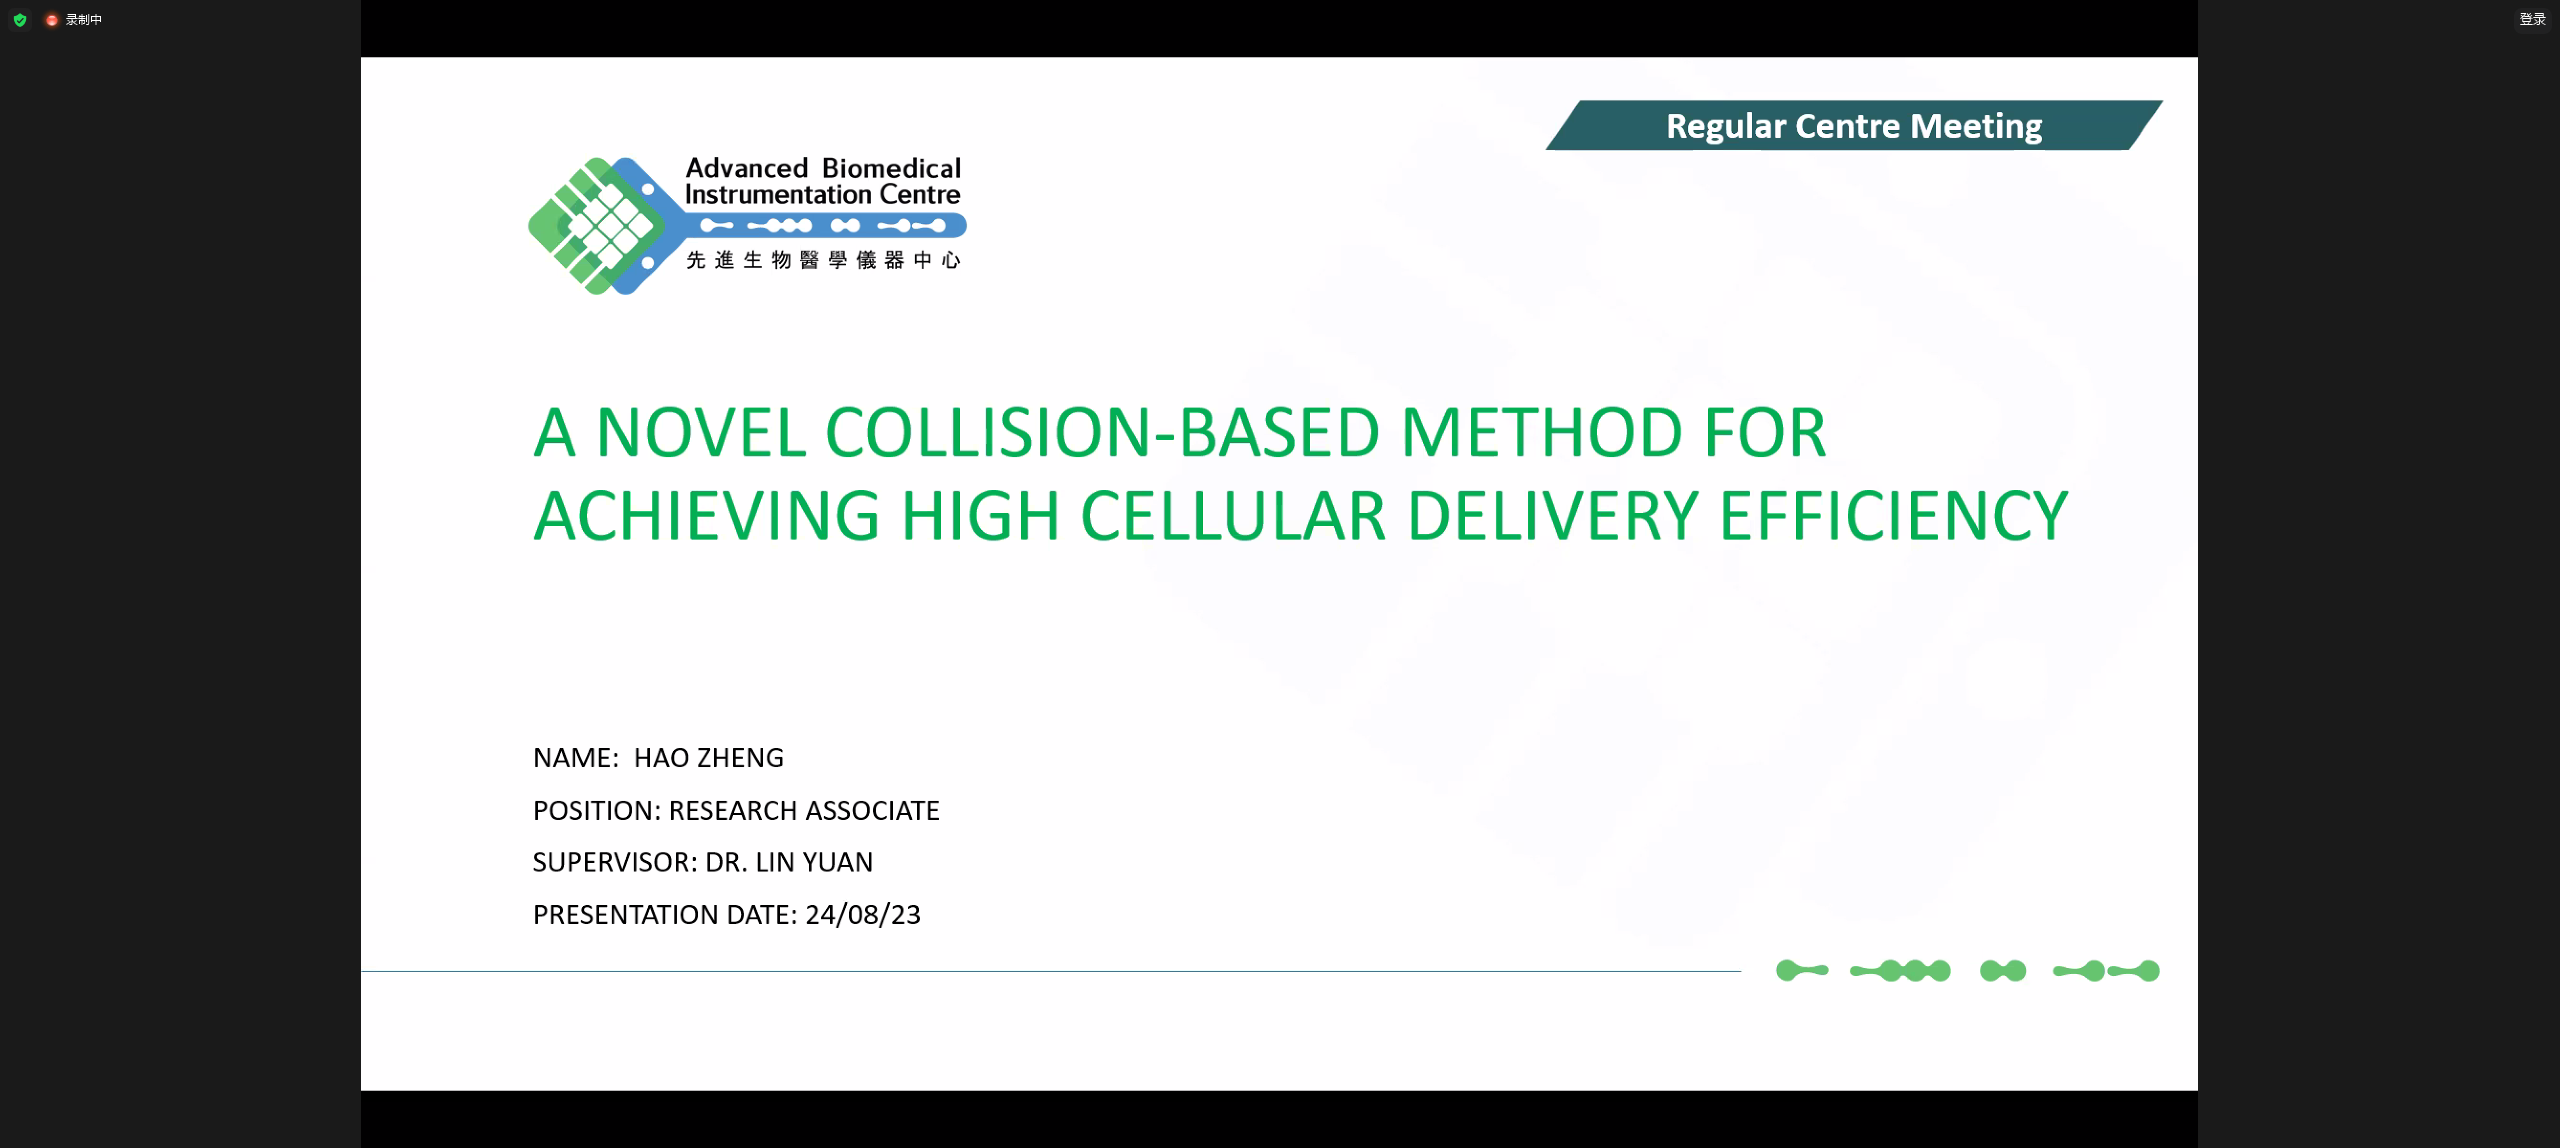 录制中
登录
Regular Centre Meeting
Advanced Biomedical
Instrumentation Centre
先進生物醫學儀器中心
A NOVEL COLLISION-BASED METHOD FOR
ACHIEVING HIGH CELLULAR DELIVERY EFFICIENCY
NAME: HAO ZHENG
POSITION: RESEARCH ASSOCIATE
SUPERVISOR: DR. LIN YUAN
PRESENTATION DATE: 24/08/23